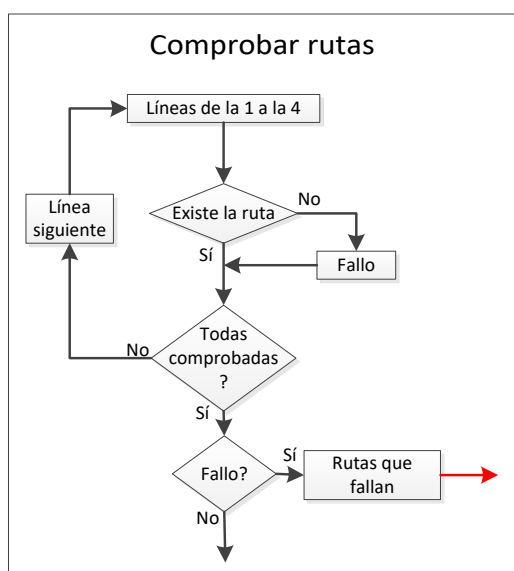 Comprobar rutas
Líneas de la 1 a la 4
Existe la ruta
No
Sí
Fallo
Línea
siguiente
Todas
comprobadas
?
No
Sí
Fallo?
Sí
Rutas que
fallan
No